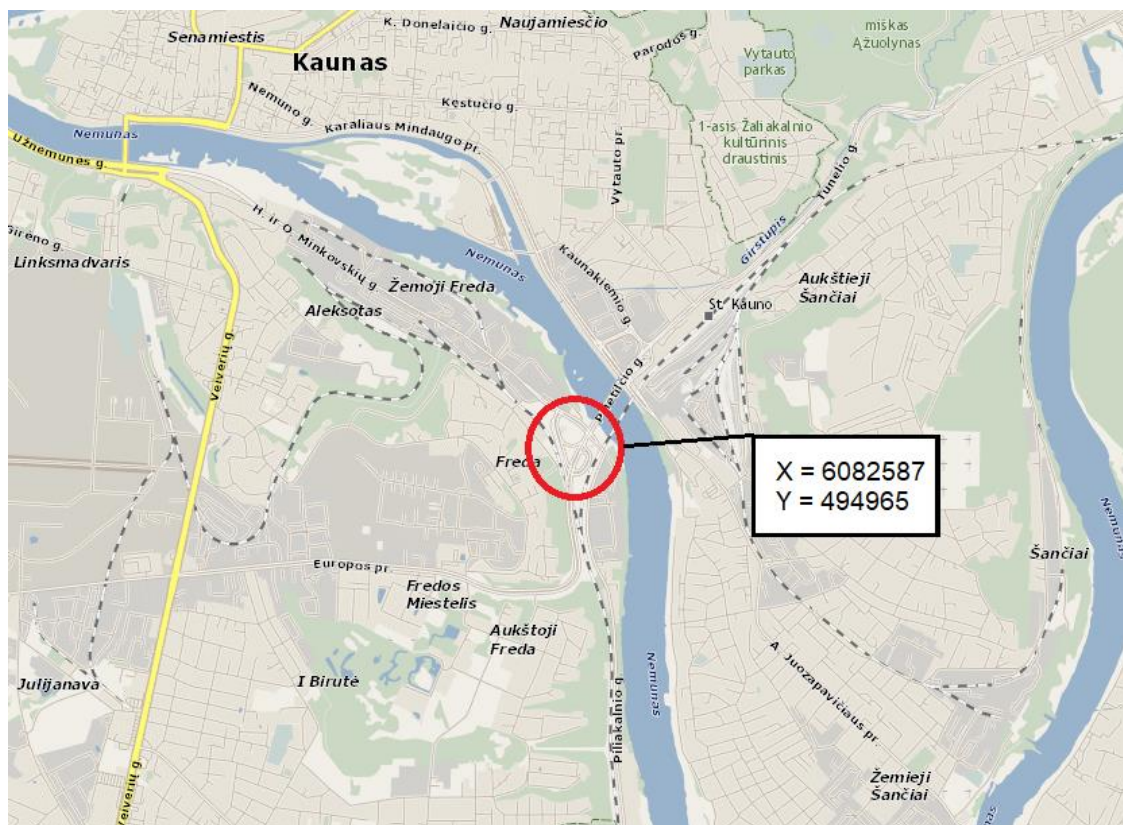 K. Donelaičio g.
Naujamiesčio
miškas
Ąžuolynas
Senamiestis
Parodos g.
Vytauto
parkas
Kaunas
Nemuno g.
Kęstučio g.
Nemunas
Karaliaus Mindaugo pr.
1-asis Žaliakalnio
kultūrinis
draustinis
Užnemunės g.
Vytauto pr.
Tunelio g.
H. ir O. Minkovskių g.
Girstupis
Gireno g.
Linksmadvaris
Nemunas
Kaunakiemio g.
Žemoji Freda
Aukštieji
Šančiai
Aleksotas
St. Kauno
Veiverių g.
g.
Freda
X = 6082587
Y = 494965
Nemunas
Šančiai
Europos pr.
Fredos
Miestelis
Aukštoji
Freda
A. Juozapavičiaus pr.
Julijanava
I Birutė
Nemunas
Piliakalnio g.
Veiverių g.
Žemieji
Šančiai
Nemunas